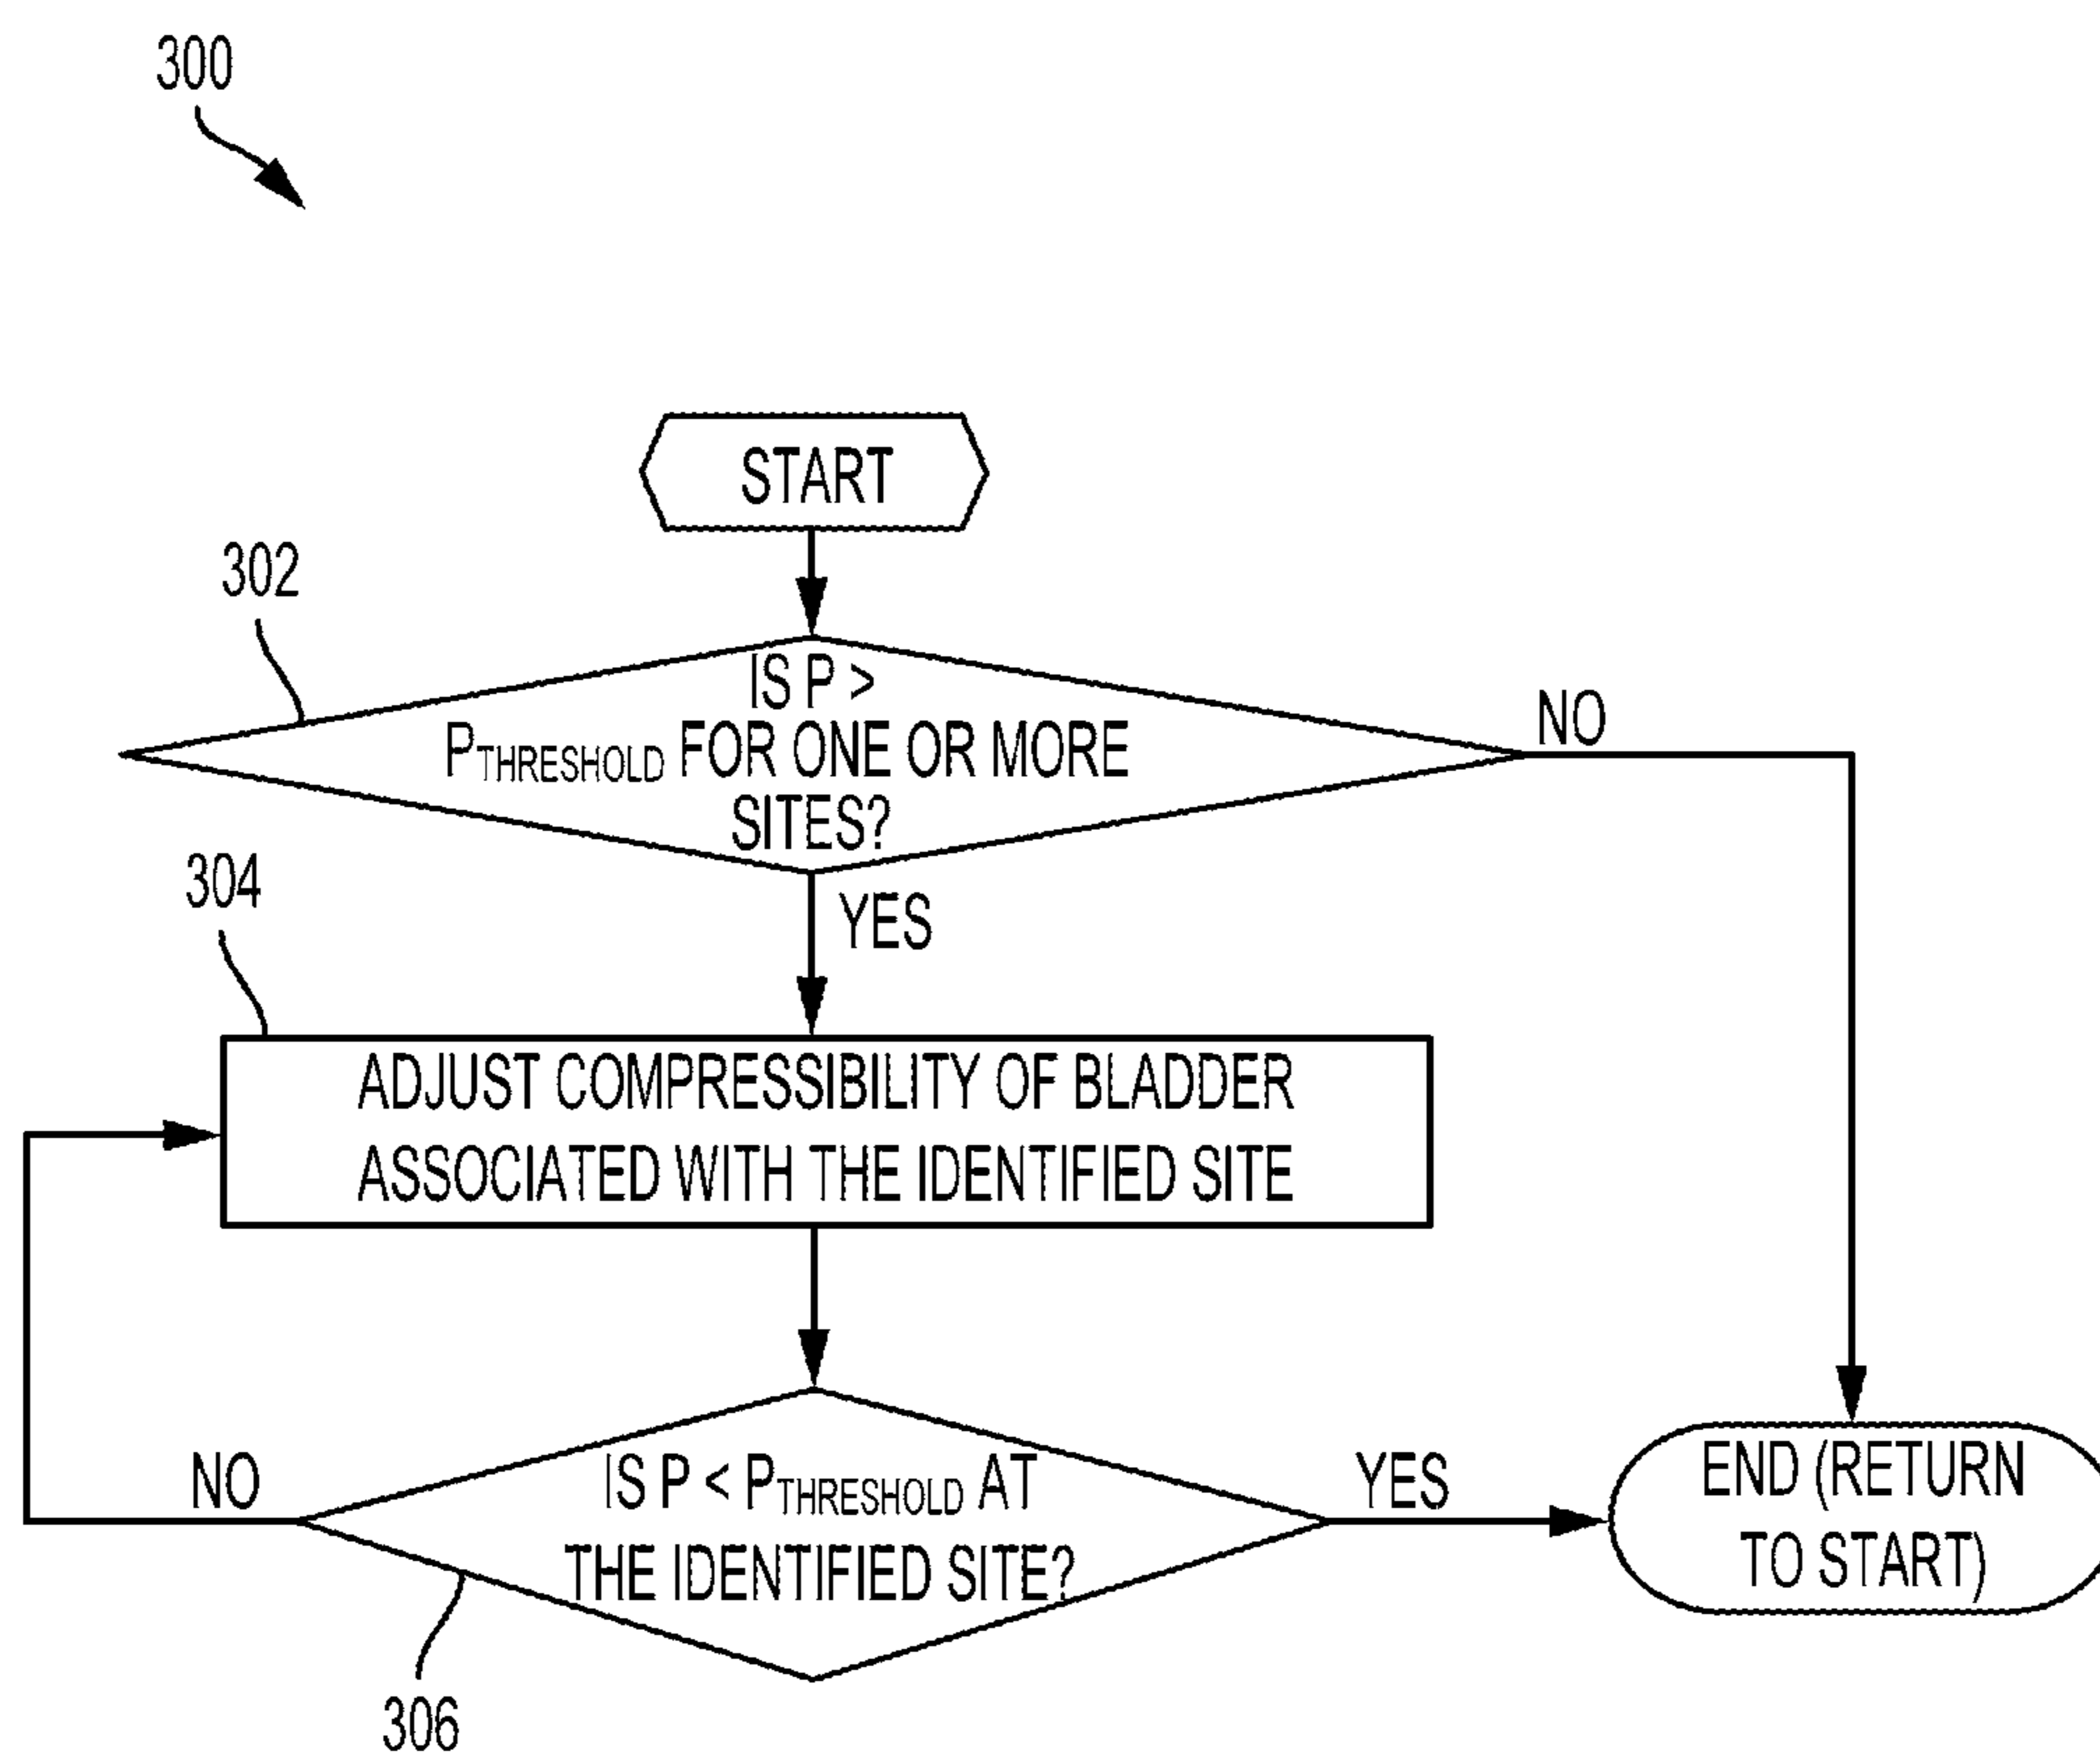 300
START
302
IS P >
PTHRESHOLD FOR ONE OR MORE
SITES?
NO
YES
304
ADJUST COMPRESSIBILITY OF BLADDER
ASSOCIATED WITH THE IDENTIFIED SITE
NO
IS P < PTHRESHOLD AT
THE IDENTIFIED SITE?
YES
END (RETURN
TO START)
306